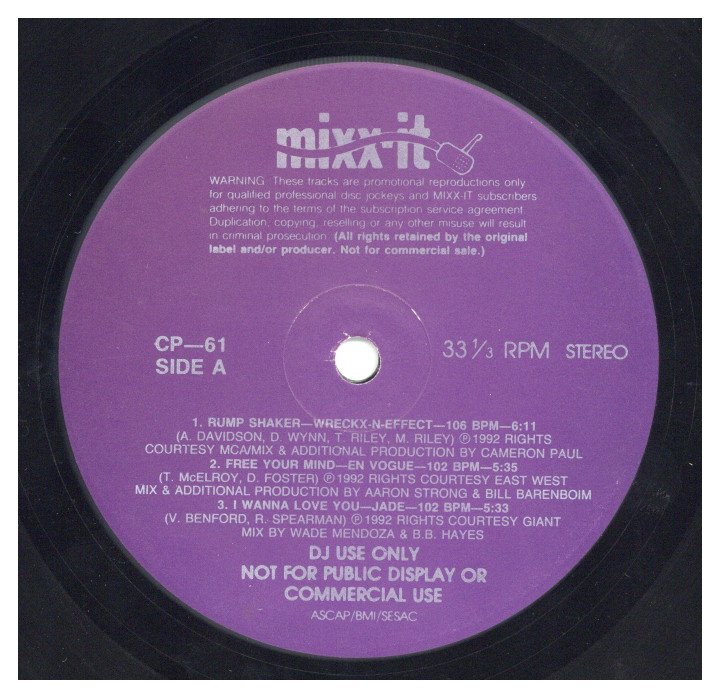 mixx-it
WARNING: These tracks are promotional reproductions only
for qualified professional disc jockeys and MIXX-IT subscribers
adhering to the terms of the subscription service agreement.
Duplication, copying, reselling or any other misuse will result
in criminal prosecution. (All rights retained by the original
label and/or producer. Not for commercial sale.)
CP—61
SIDE A
33 1/3 RPM STEREO
1. RUMP SHAKER—WRECKX-N-EFFECT—106 BPM—6:11
(A. DAVIDSON, D. WYNN, T. RILEY, M. RILEY) ℗ 1992 RIGHTS
COURTESY MCA/MIX & ADDITIONAL PRODUCTION BY CAMERON PAUL
2. FREE YOUR MIND—EN VOGUE—102 BPM—5:35
(T. McELROY, D. FOSTER) ℗ 1992 RIGHTS COURTESY EAST WEST
MIX & ADDITIONAL PRODUCTION BY AARON STRONG & BILL BARENBOIM
3. I WANNA LOVE YOU—JADE—102 BPM—5:33
(V. BENFORD, R. SPEARMAN) ℗ 1992 RIGHTS COURTESY GIANT
MIX BY WADE MENDOZA & B.B. HAYES
DJ USE ONLY
NOT FOR PUBLIC DISPLAY OR
COMMERCIAL USE
ASCAP/BMI/SESAC